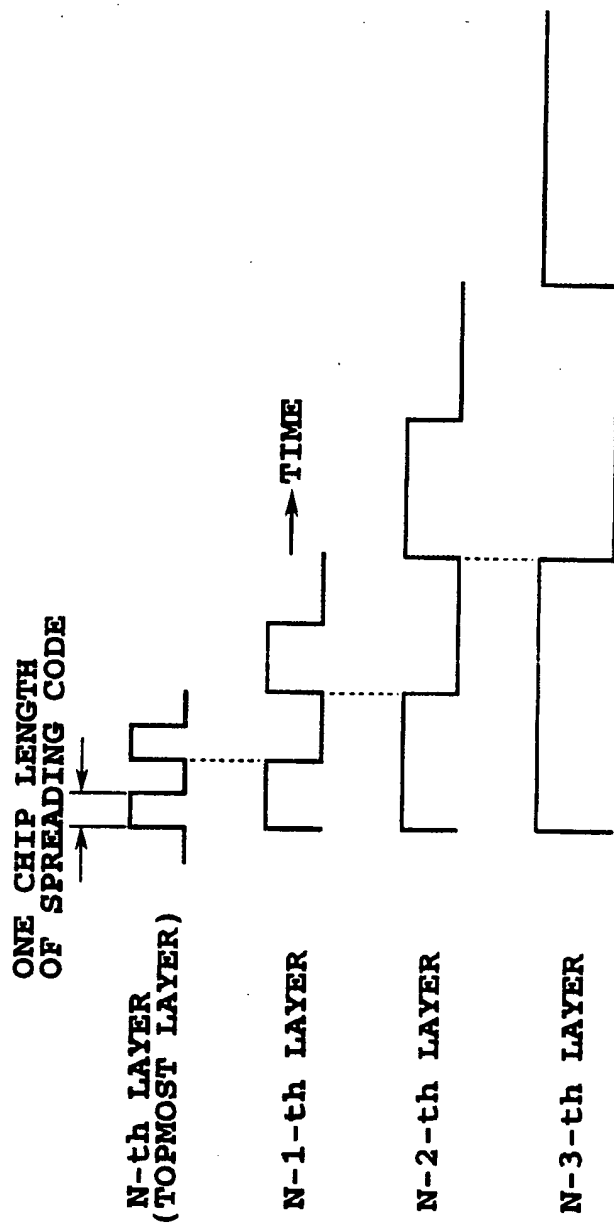 ONE CHIP LENGTH
OF SPREADING CODE
N-th LAYER
(TOPMOST LAYER)
TIME
N-1-th LAYER
N-2-th LAYER
N-3-th LAYER